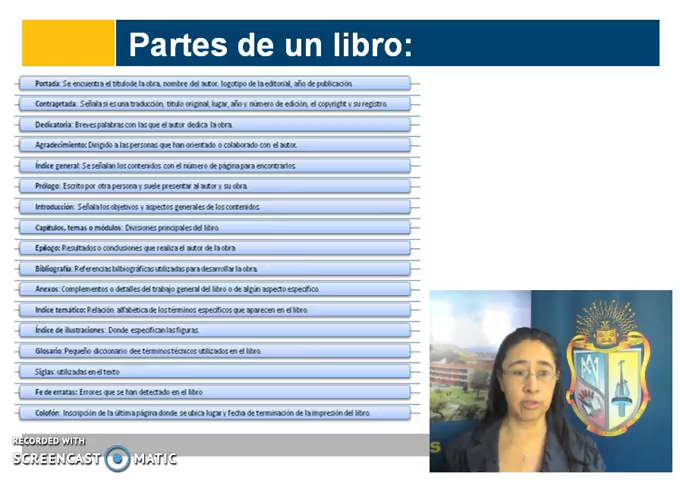 Partes de un libro:
Portada: Se encuentra el titulode la obra, nombre del autor. logotipo de la editorial, año de publicación.
Contraprtada: Señala si es una traducción, titulo original, lugar, año y número de edición, el copyright y su registro.
Dedicatoria: Breves palabras con las que el autor dedica la obra.
Agradecimiento: Dirigido a las personas que han orientado o colaborado con el autor.
Índice general: Se señalan los contenidos con el número de página para encontrarlos.
Prólogo: Escrito por otra persona y suele presentar al autor y su obra.
Introducción: Señala los objetivos y aspectos generales de los contenidos.
Capítulos, temas o módulos: Divisiones principales del libro.
Epilogo: Resultados o conclusiones que realiza el autor de la obra
Bibliografía: Referencias bilbiográficas utilizadas para desarrollar la obra.
Anexos: Complementos o detalles del trabajo general del libro o de algún aspecto especifico.
Indice temático: Relación alfabética de los términos especificos que aparecen en el libro.
Índice de ilustraciones: Donde especifican las figuras.
Glosario: Pequeño diccionario dee términos técnicos utilizados en el libro.
Siglas: utilizadas en el texto
Fe de erratas: Errores que se han detectado en el libro
Colofón: Inscripción de la última página donde se ubica lugar y fecha de terminación de la impresión del libro.
RECORDED WITH
SCREENCAST MATIC